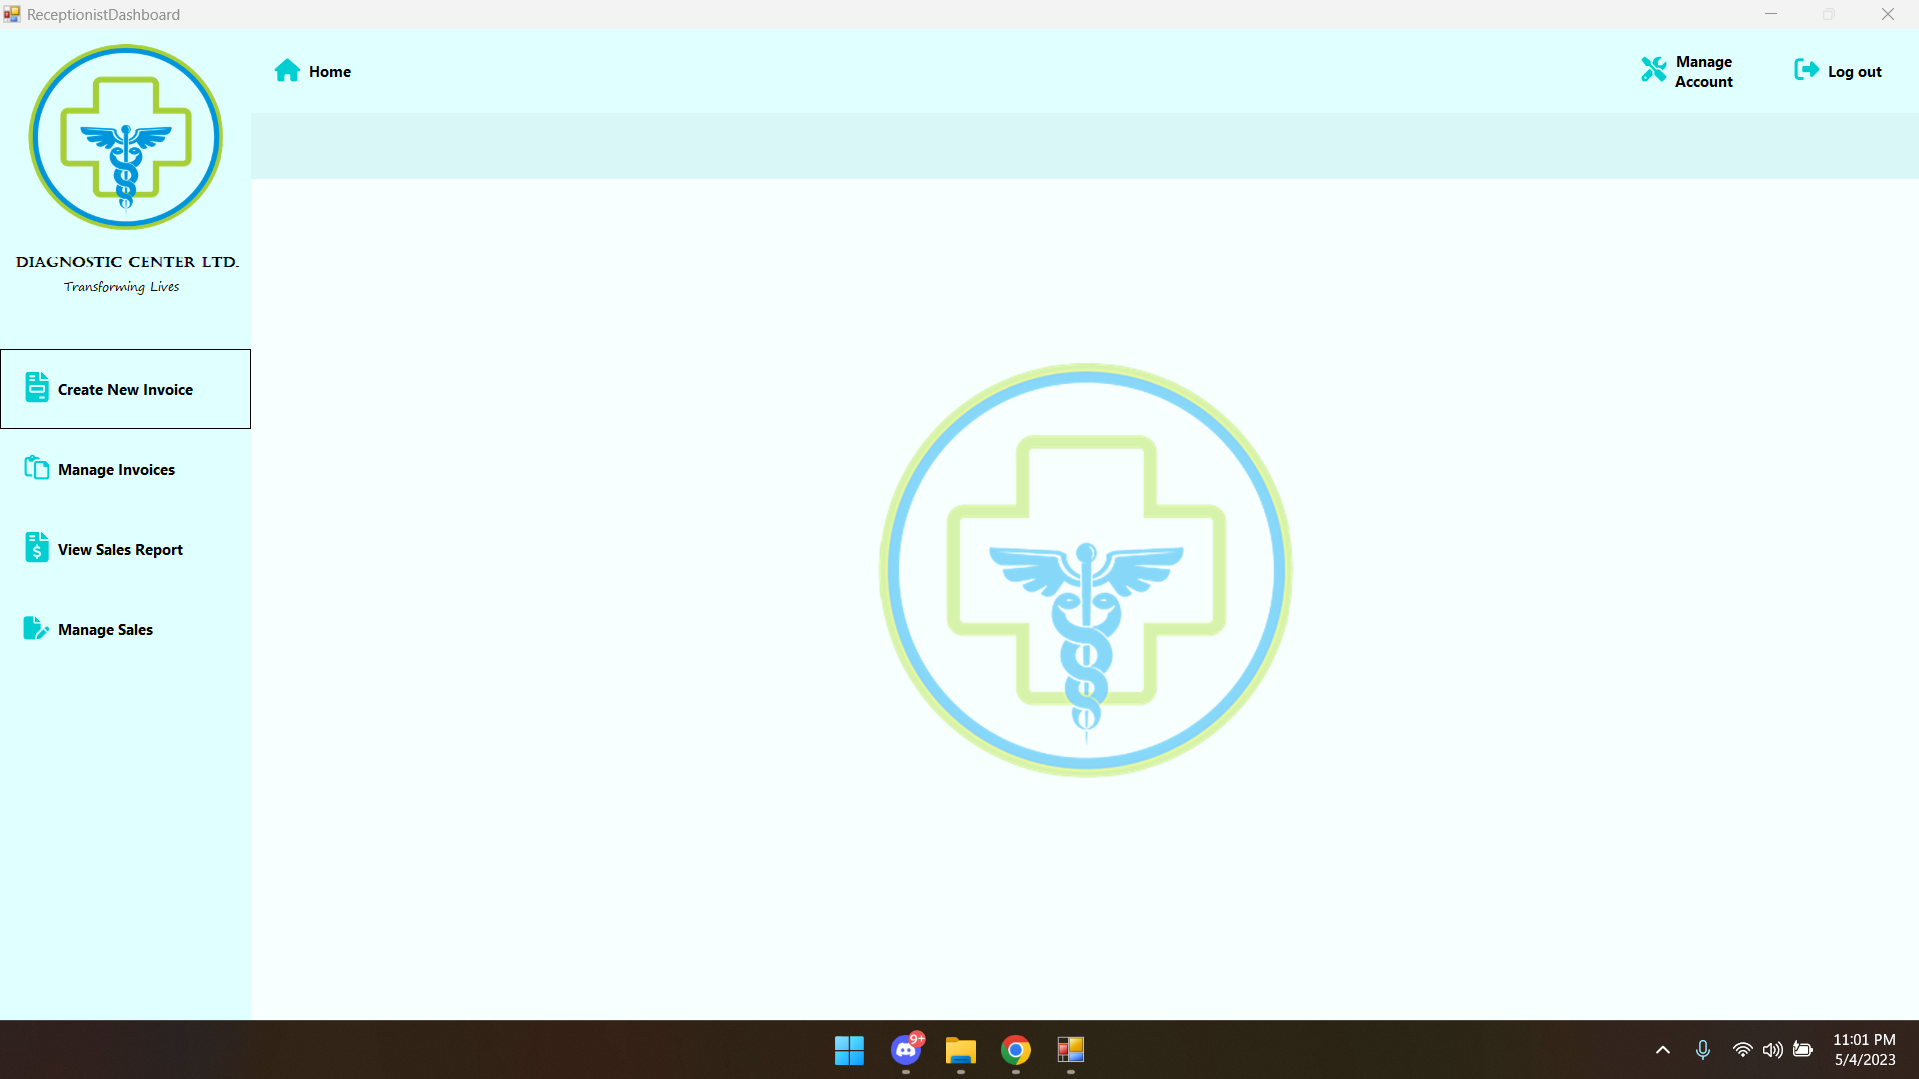 ReceptionistDashboard
Home
Manage
Account
Log out
DIAGNOSTIC CENTER LTD.
Transforming Lives
Create New Invoice
Manage Invoices
View Sales Report
Manage Sales
9+
11:01 PM
5/4/2023